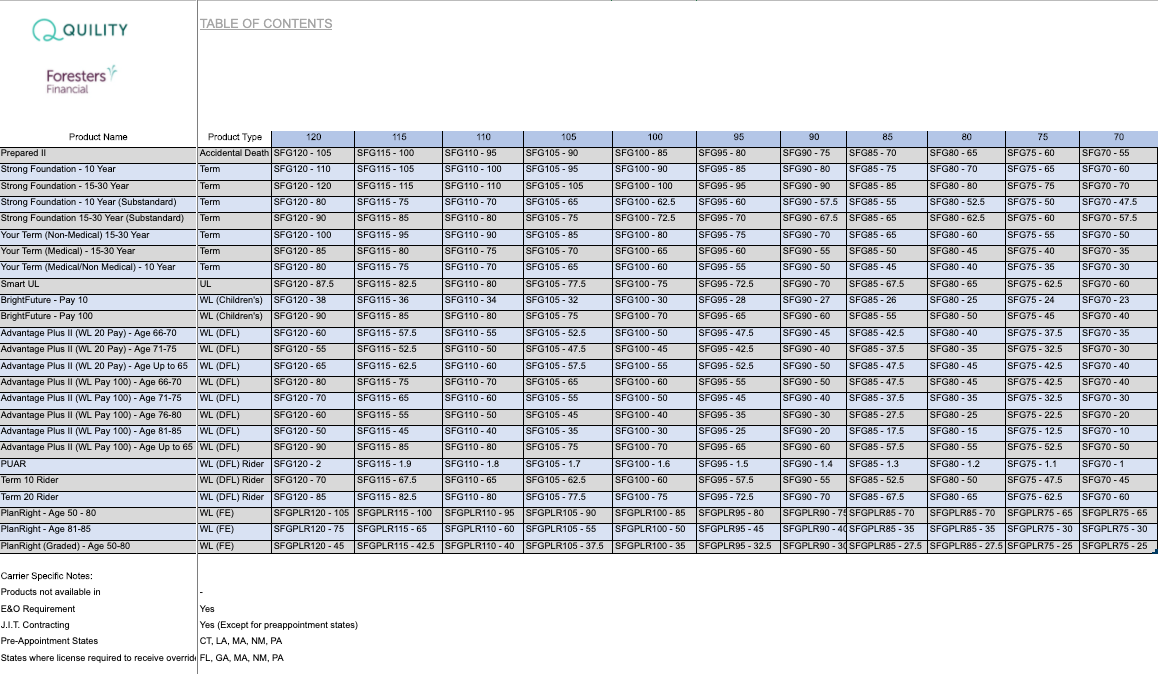 QUILITY
TABLE OF CONTENTS
Foresters
Financial
Product Name Product Type 120 115 110 105 100 95 90 85 80 75 70
Prepared II Accidental Death SFG120 - 105 SFG115 - 100 SFG110 - 95 SFG105 - 90 SFG100 - 85 SFG95 - 80 SFG90 - 75 SFG85 - 70 SFG80 - 65 SFG75 - 60 SFG70 - 55
Strong Foundation - 10 Year Term SFG120 - 110 SFG115 - 105 SFG110 - 100 SFG105 - 95 SFG100 - 90 SFG95 - 85 SFG90 - 80 SFG85 - 75 SFG80 - 70 SFG75 - 65 SFG70 - 60
Strong Foundation - 15-30 Year Term SFG120 - 120 SFG115 - 115 SFG110 - 110 SFG105 - 105 SFG100 - 100 SFG95 - 95 SFG90 - 90 SFG85 - 85 SFG80 - 80 SFG75 - 75 SFG70 - 70
Strong Foundation - 10 Year (Substandard) Term SFG120 - 80 SFG115 - 75 SFG110 - 70 SFG105 - 65 SFG100 - 62.5 SFG95 - 60 SFG90 - 57.5 SFG85 - 55 SFG80 - 52.5 SFG75 - 50 SFG70 - 47.5
Strong Foundation 15-30 Year (Substandard) Term SFG120 - 90 SFG115 - 85 SFG110 - 80 SFG105 - 75 SFG100 - 72.5 SFG95 - 70 SFG90 - 67.5 SFG85 - 65 SFG80 - 62.5 SFG75 - 60 SFG70 - 57.5
Your Term (Non-Medical) 15-30 Year Term SFG120 - 100 SFG115 - 95 SFG110 - 90 SFG105 - 85 SFG100 - 80 SFG95 - 75 SFG90 - 70 SFG85 - 65 SFG80 - 60 SFG75 - 55 SFG70 - 50
Your Term (Medical) - 15-30 Year Term SFG120 - 85 SFG115 - 80 SFG110 - 75 SFG105 - 70 SFG100 - 65 SFG95 - 60 SFG90 - 55 SFG85 - 50 SFG80 - 45 SFG75 - 40 SFG70 - 35
Your Term (Medical/Non Medical) - 10 Year Term SFG120 - 80 SFG115 - 75 SFG110 - 70 SFG105 - 65 SFG100 - 60 SFG95 - 55 SFG90 - 50 SFG85 - 45 SFG80 - 40 SFG75 - 35 SFG70 - 30
Smart UL UL SFG120 - 87.5 SFG115 - 82.5 SFG110 - 80 SFG105 - 77.5 SFG100 - 75 SFG95 - 72.5 SFG90 - 70 SFG85 - 67.5 SFG80 - 65 SFG75 - 62.5 SFG70 - 60
BrightFuture - Pay 10 WL (Children's) SFG120 - 38 SFG115 - 36 SFG110 - 34 SFG105 - 32 SFG100 - 30 SFG95 - 28 SFG90 - 27 SFG85 - 26 SFG80 - 25 SFG75 - 24 SFG70 - 23
BrightFuture - Pay 100 WL (Children's) SFG120 - 90 SFG115 - 85 SFG110 - 80 SFG105 - 75 SFG100 - 70 SFG95 - 65 SFG90 - 60 SFG85 - 55 SFG80 - 50 SFG75 - 45 SFG70 - 40
Advantage Plus II (WL 20 Pay) - Age 66-70 WL (DFL) SFG120 - 60 SFG115 - 57.5 SFG110 - 55 SFG105 - 52.5 SFG100 - 50 SFG95 - 47.5 SFG90 - 45 SFG85 - 42.5 SFG80 - 40 SFG75 - 37.5 SFG70 - 35
Advantage Plus II (WL 20 Pay) - Age 71-75 WL (DFL) SFG120 - 55 SFG115 - 52.5 SFG110 - 50 SFG105 - 47.5 SFG100 - 45 SFG95 - 42.5 SFG90 - 40 SFG85 - 37.5 SFG80 - 35 SFG75 - 32.5 SFG70 - 30
Advantage Plus II (WL 20 Pay) - Age Up to 65 WL (DFL) SFG120 - 65 SFG115 - 62.5 SFG110 - 60 SFG105 - 57.5 SFG100 - 55 SFG95 - 52.5 SFG90 - 50 SFG85 - 47.5 SFG80 - 45 SFG75 - 42.5 SFG70 - 40
Advantage Plus II (WL Pay 100) - Age 66-70 WL (DFL) SFG120 - 80 SFG115 - 75 SFG110 - 70 SFG105 - 65 SFG100 - 60 SFG95 - 55 SFG90 - 50 SFG85 - 47.5 SFG80 - 45 SFG75 - 42.5 SFG70 - 40
Advantage Plus II (WL Pay 100) - Age 71-75 WL (DFL) SFG120 - 70 SFG115 - 65 SFG110 - 60 SFG105 - 55 SFG100 - 50 SFG95 - 45 SFG90 - 40 SFG85 - 37.5 SFG80 - 35 SFG75 - 32.5 SFG70 - 30
Advantage Plus II (WL Pay 100) - Age 76-80 WL (DFL) SFG120 - 60 SFG115 - 55 SFG110 - 50 SFG105 - 45 SFG100 - 40 SFG95 - 35 SFG90 - 30 SFG85 - 27.5 SFG80 - 25 SFG75 - 22.5 SFG70 - 20
Advantage Plus II (WL Pay 100) - Age 81-85 WL (DFL) SFG120 - 50 SFG115 - 45 SFG110 - 40 SFG105 - 35 SFG100 - 30 SFG95 - 25 SFG90 - 20 SFG85 - 17.5 SFG80 - 15 SFG75 - 12.5 SFG70 - 10
Advantage Plus II (WL Pay 100) - Age Up to 65 WL (DFL) SFG120 - 90 SFG115 - 85 SFG110 - 80 SFG105 - 75 SFG100 - 70 SFG95 - 65 SFG90 - 60 SFG85 - 57.5 SFG80 - 55 SFG75 - 52.5 SFG70 - 50
PUAR WL (DFL) Rider SFG120 - 2 SFG115 - 1.9 SFG110 - 1.8 SFG105 - 1.7 SFG100 - 1.6 SFG95 - 1.5 SFG90 - 1.4 SFG85 - 1.3 SFG80 - 1.2 SFG75 - 1.1 SFG70 - 1
Term 10 Rider WL (DFL) Rider SFG120 - 70 SFG115 - 67.5 SFG110 - 65 SFG105 - 62.5 SFG100 - 60 SFG95 - 57.5 SFG90 - 55 SFG85 - 52.5 SFG80 - 50 SFG75 - 47.5 SFG70 - 45
Term 20 Rider WL (DFL) Rider SFG120 - 85 SFG115 - 82.5 SFG110 - 80 SFG105 - 77.5 SFG100 - 75 SFG95 - 72.5 SFG90 - 70 SFG85 - 67.5 SFG80 - 65 SFG75 - 62.5 SFG70 - 60
PlanRight - Age 50 - 80 WL (FE) SFGPLR120 - 105 SFGPLR115 - 100 SFGPLR110 - 95 SFGPLR105 - 90 SFGPLR100 - 85 SFGPLR95 - 80 SFGPLR90 - 75 SFGPLR85 - 70 SFGPLR85 - 70 SFGPLR75 - 65 SFGPLR75 - 65
PlanRight - Age 81-85 WL (FE) SFGPLR120 - 75 SFGPLR115 - 65 SFGPLR110 - 60 SFGPLR105 - 55 SFGPLR100 - 50 SFGPLR95 - 45 SFGPLR90 - 40 SFGPLR85 - 35 SFGPLR85 - 35 SFGPLR75 - 30 SFGPLR75 - 30
PlanRight (Graded) - Age 50-80 WL (FE) SFGPLR120 - 45 SFGPLR115 - 42.5 SFGPLR110 - 40 SFGPLR105 - 37.5 SFGPLR100 - 35 SFGPLR95 - 32.5 SFGPLR90 - 30 SFGPLR85 - 27.5 SFGPLR85 - 27.5 SFGPLR75 - 25 SFGPLR75 - 25
Carrier Specific Notes:
Products not available in -
E&O Requirement Yes
J.I.T. Contracting Yes (Except for preappointment states)
Pre-Appointment States CT, LA, MA, NM, PA
States where license required to receive overrid FL, GA, MA, NM, PA